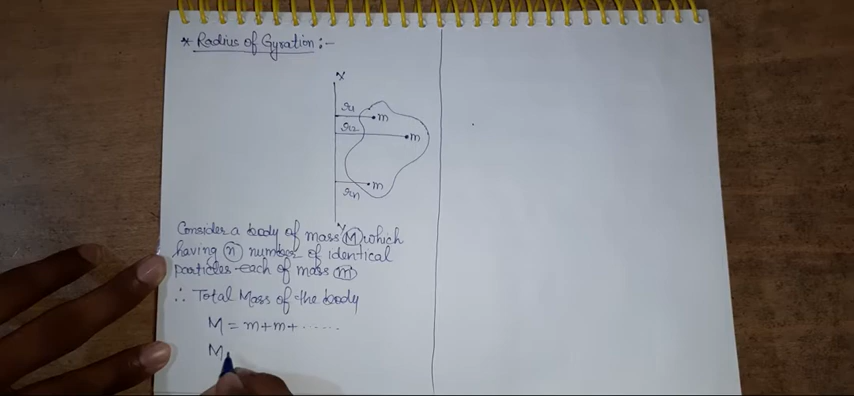 * Radius of Gyration :-
X
r1
m
r2
m
rn
m
Consider a body of mass M which
having n number of identical
particles each of mass m
∴ Total Mass of the body
M = m+m+ ......
M